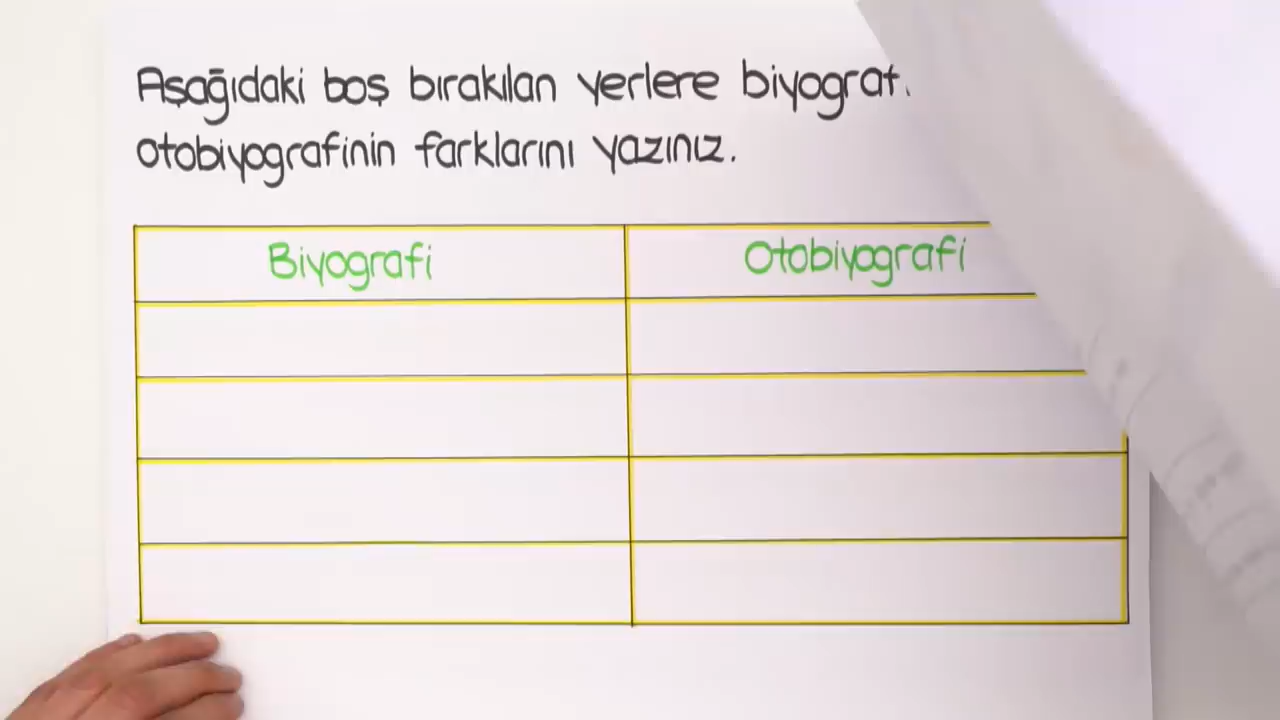 Aşağıdaki boş bırakılan yerlere
otobiyografinin farklarını yazınız.
Biyografi Otobiyografi